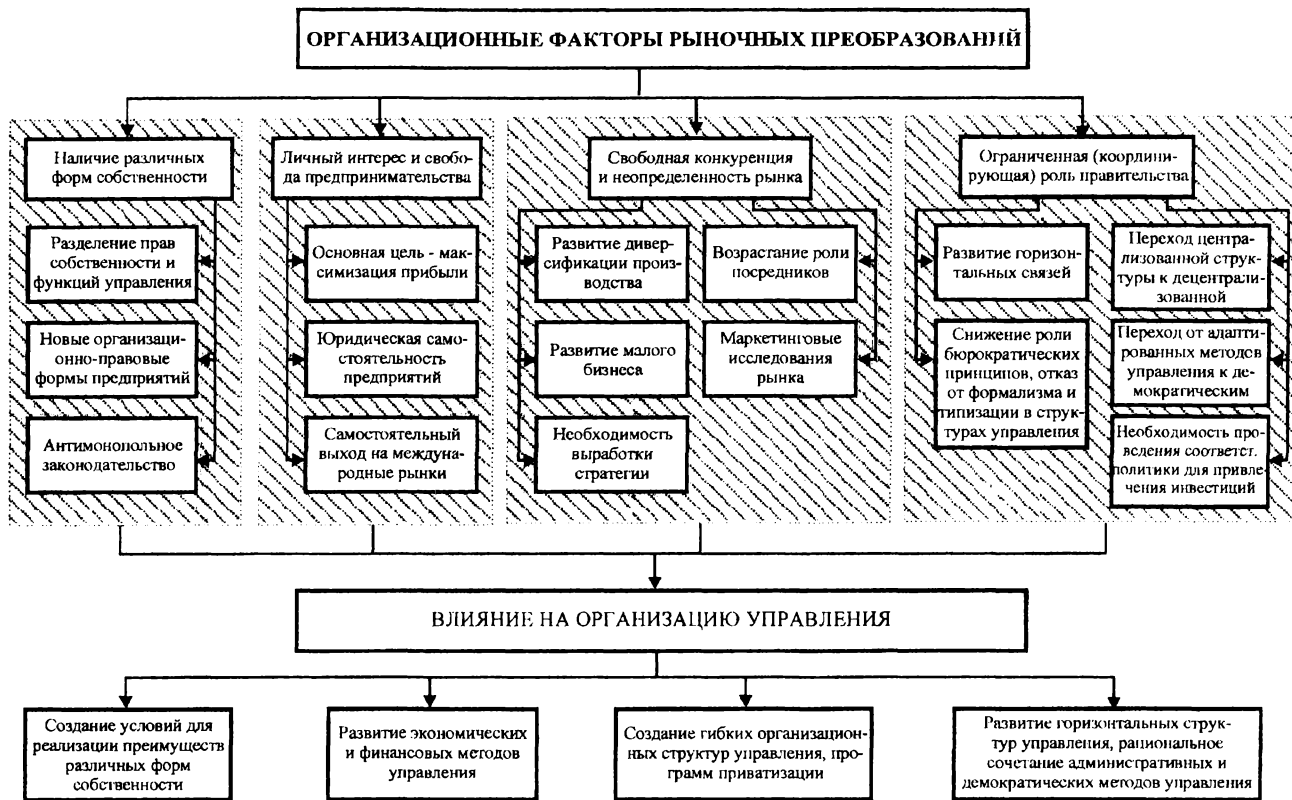 ОРГАНИЗАЦИОННЫЕ ФАКТОРЫ РЫНОЧНЫХ ПРЕОБРАЗОВАНИЙ
Наличие различных
форм собственности
Разделение прав
собственности и
функций управления
Новые организаци-
онно-правовые
формы предприятий
Антимонопольное
законодательство
Личный интерес и свобо-
да предпринимательства
Основная цель - мак-
симизация прибыли
Юридическая само-
стоятельность
предприятий
Самостоятельный
выход на междуна-
родные рынки
Свободная конкуренция
и неопределенность рынка
Развитие дивер-
сификации произ-
водства
Развитие малого
бизнеса
Необходимость
выработки
стратегии
Возрастание роли
посредников
Маркетинговые
исследования
рынка
Ограниченная (координи-
рующая) роль правительства
Развитие горизон-
тальных связей
Снижение роли
бюрократических
принципов, отказ
от формализма и
типизации в струк-
турах управления
Переход центра-
лизованной струк-
туры к децентрали-
зованной
Переход от адапти-
рованных методов
управления к де-
мократическим
Необходимость про-
ведения соответст.
политики для привле-
чения инвестиций
ВЛИЯНИЕ НА ОРГАНИЗАЦИЮ УПРАВЛЕНИЯ
Создание условий для
реализации преимуществ
различных форм
собственности
Развитие экономических
и финансовых методов
управления
Создание гибких организацион-
ных структур управления, про-
грамм приватизации
Развитие горизонтальных струк-
тур управления, рациональное
сочетание административных и
демократических методов управления